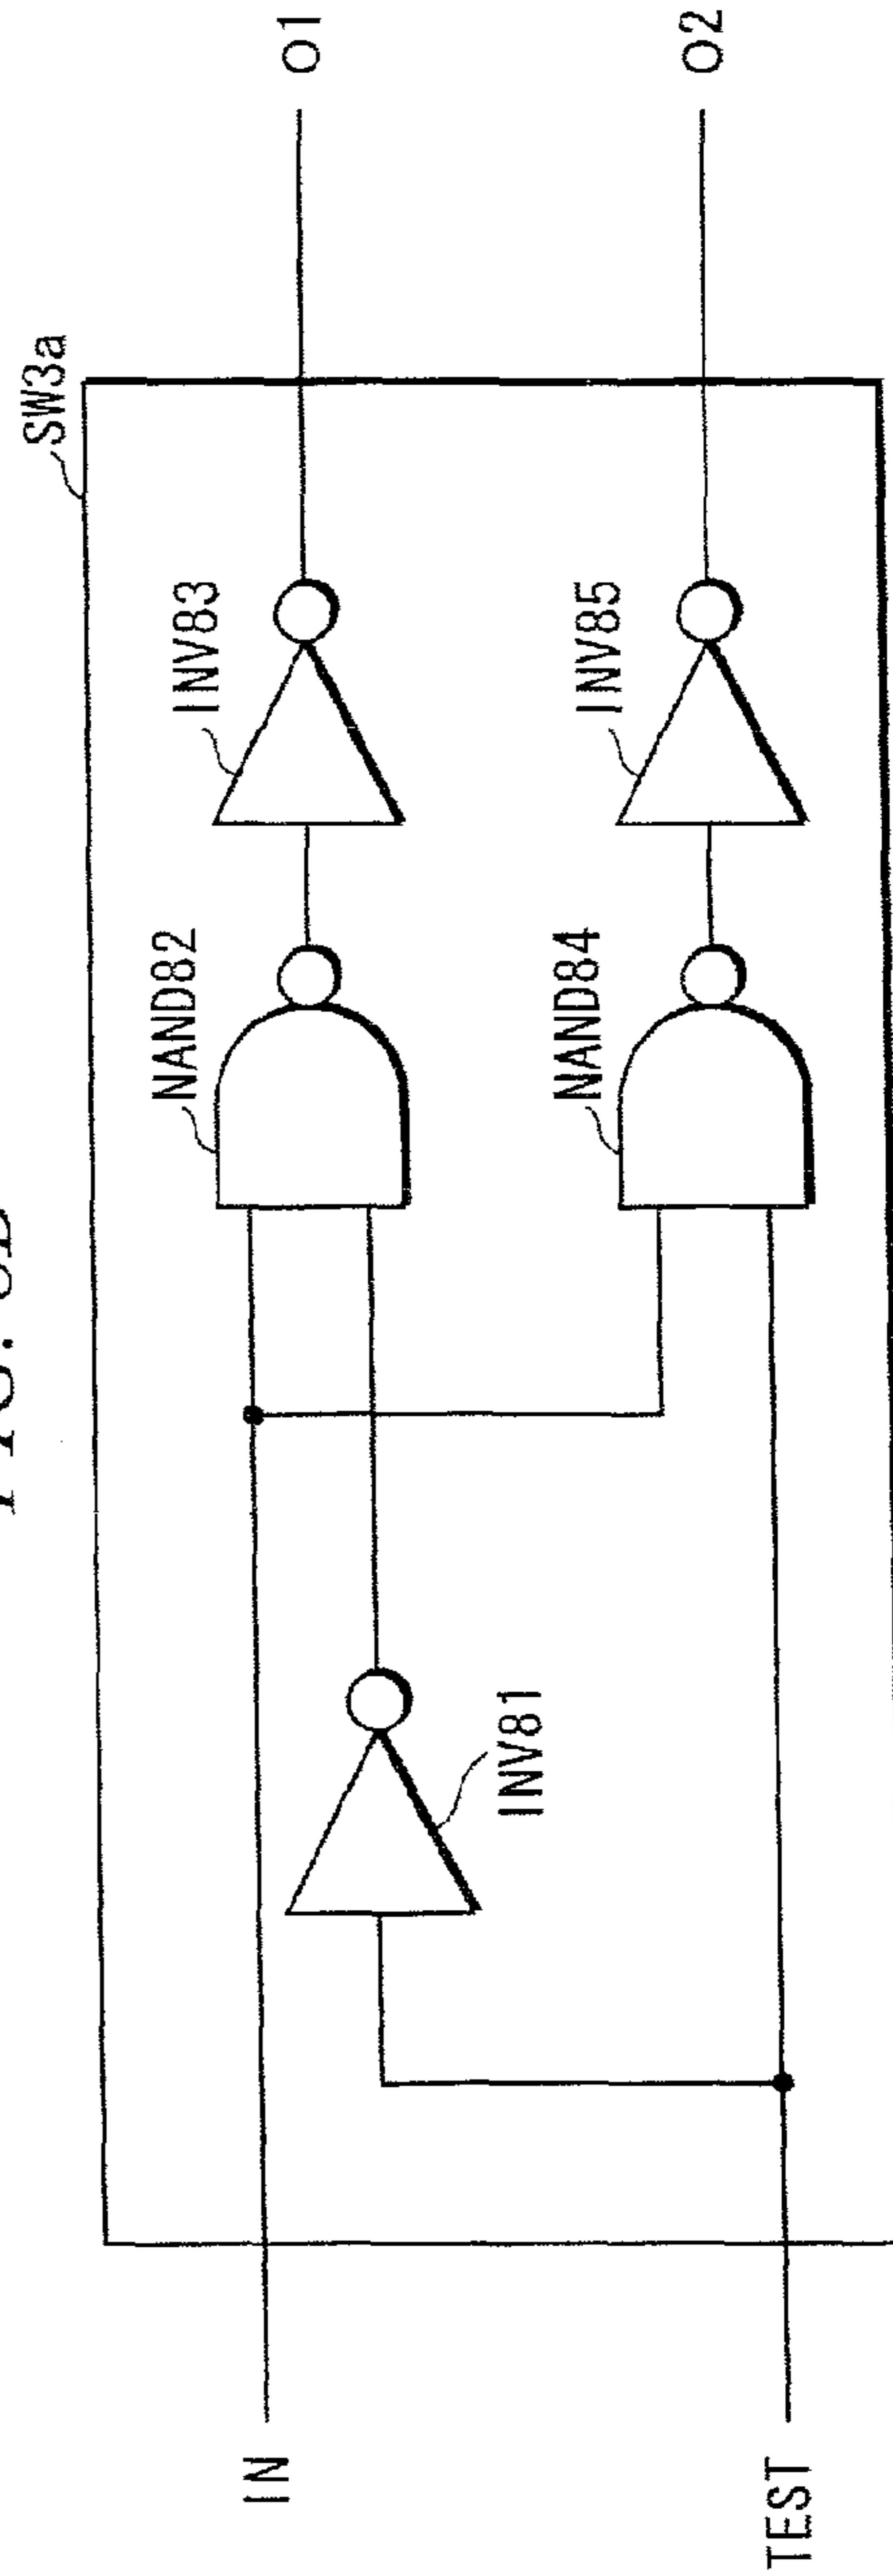 SW3a
IN
TEST
INV81
NAND82
NAND84
INV83
INV85
O1
O2